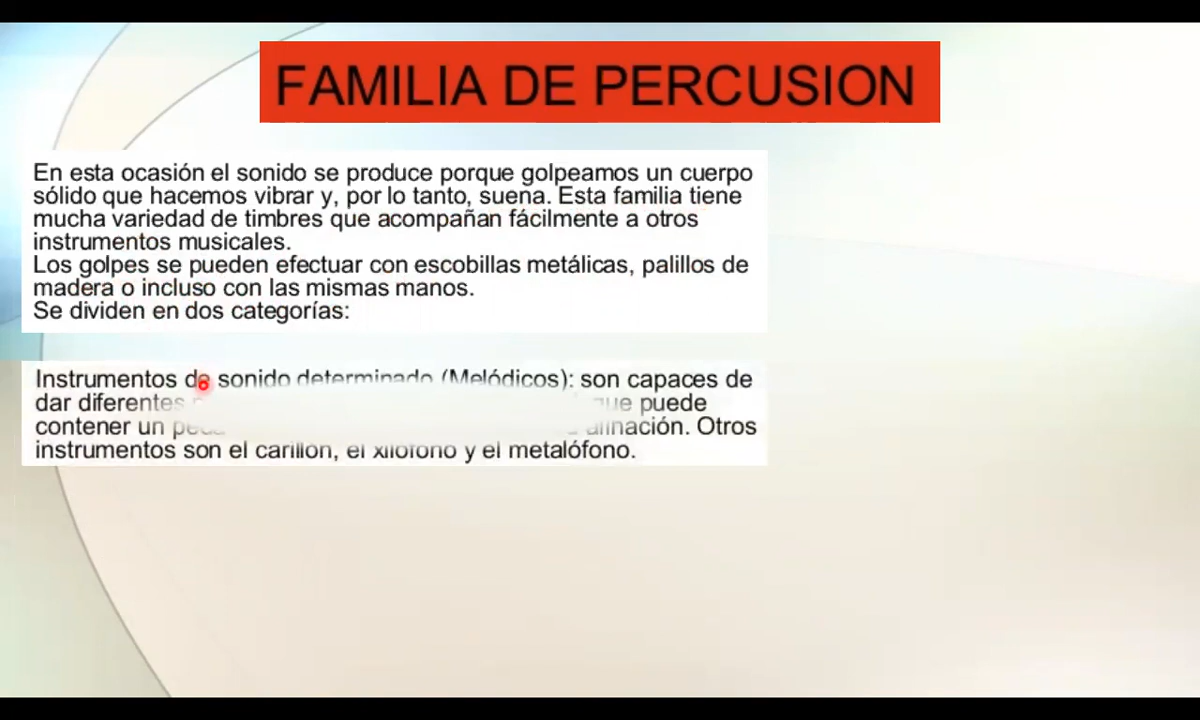 FAMILIA DE PERCUSION
En esta ocasión el sonido se produce porque golpeamos un cuerpo
sólido que hacemos vibrar y, por lo tanto, suena. Esta familia tiene
mucha variedad de timbres que acompañan fácilmente a otros
instrumentos musicales.
Los golpes se pueden efectuar con escobillas metálicas, palillos de
madera o incluso con las mismas manos.
Se dividen en dos categorías:
Instrumentos de sonido determinado (Melódicos): son capaces de
dar diferentes que puede
contener un afinación. Otros
instrumentos son el carillón, el xilófono y el metalófono.